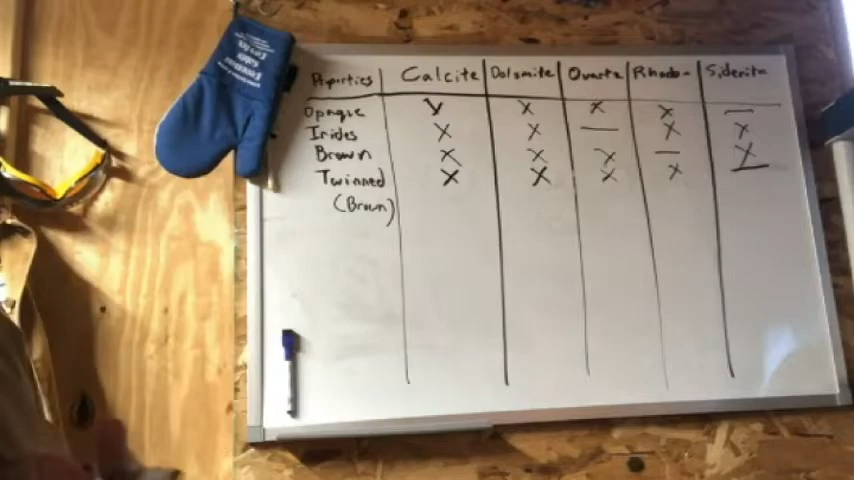 Properties Calcite Dolomite Quartz Rhodo- Siderite
Opaque X X X X —
Irides X X — X X
Brown X X X — X
Twinned X X X X —
(Brown)